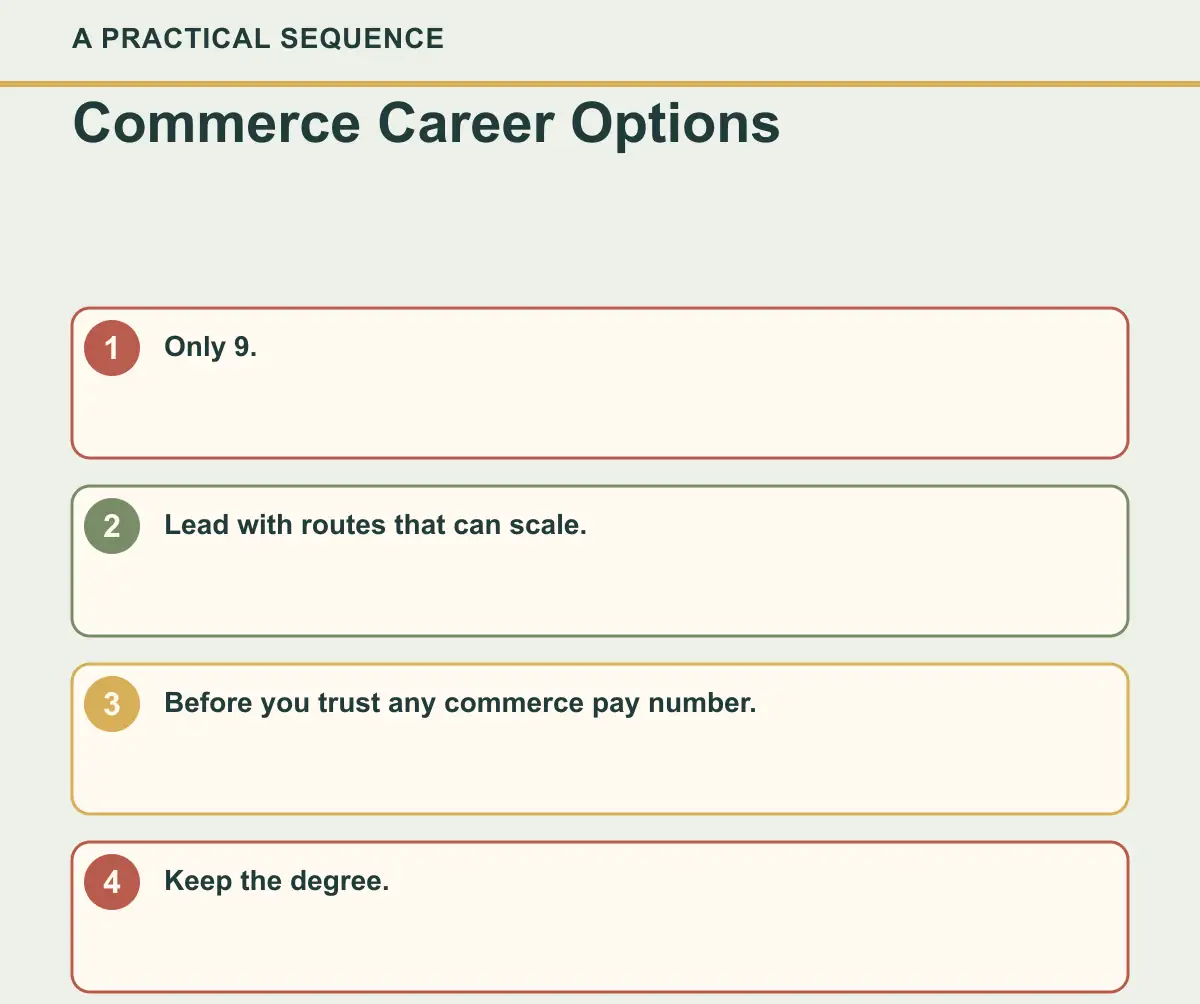 A PRACTICAL SEQUENCE
Commerce Career Options
1 Only 9.
2 Lead with routes that can scale.
3 Before you trust any commerce pay number.
4 Keep the degree.